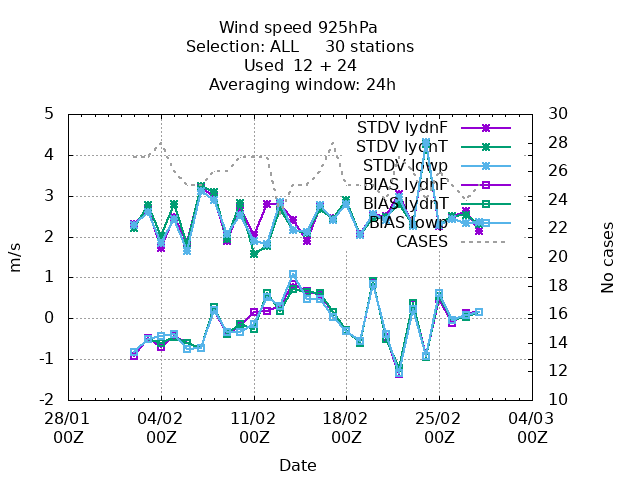 Wind speed 925hPa
Selection: ALL 30 stations
Used 12 + 24
Averaging window: 24h
STDV lydnF
STDV lydnT
STDV lowp
BIAS lydnF
BIAS lydnT
BIAS lowp
CASES
m/s
5
4
3
2
1
0
-1
-2
No cases
30
28
26
24
22
20
18
16
14
12
10
28/01 04/02 11/02 18/02 25/02 04/03
00Z 00Z 00Z 00Z 00Z 00Z
Date